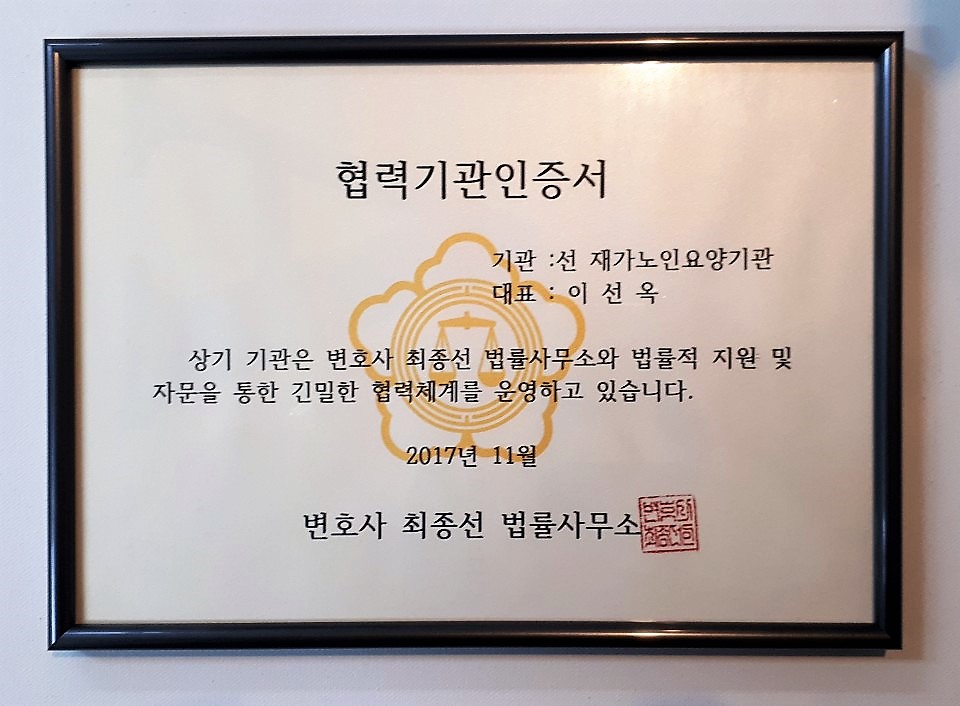 협력기관인증서
기관 :선 재가노인요양기관
대표 : 이 선 옥
상기 기관은 변호사 최종선 법률사무소와 법률적 지원 및
자문을 통한 긴밀한 협력체계를 운영하고 있습니다.
2017년 11월
변호사 최종선 법률사무소